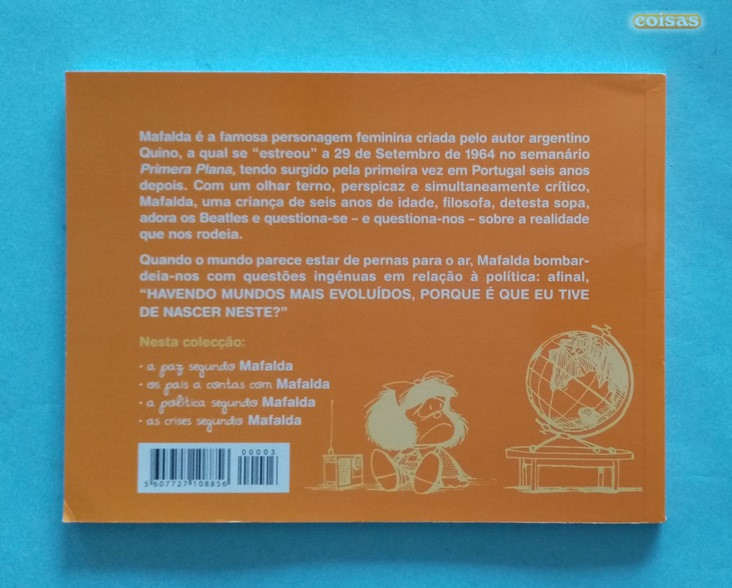 coisas
Mafalda é a famosa personagem feminina criada pelo autor argentino
Quino, a qual se “estreou” a 29 de Setembro de 1964 no semanário
Primera Plana, tendo surgido pela primeira vez em Portugal seis anos
depois. Com um olhar terno, perspicaz e simultaneamente crítico,
Mafalda, uma criança de seis anos de idade, filosofa, detesta sopa,
adora os Beatles e questiona-se – e questiona-nos – sobre a realidade
que nos rodeia.
Quando o mundo parece estar de pernas para o ar, Mafalda bombar-
deia-nos com questões ingénuas em relação à política: afinal,
“HAVENDO MUNDOS MAIS EVOLUÍDOS, PORQUE É QUE EU TIVE
DE NASCER NESTE?”
Nesta colecção:
- a paz segundo Mafalda
- os pais a contas com Mafalda
- a política segundo Mafalda
- as crises segundo Mafalda
00003
5607727108856